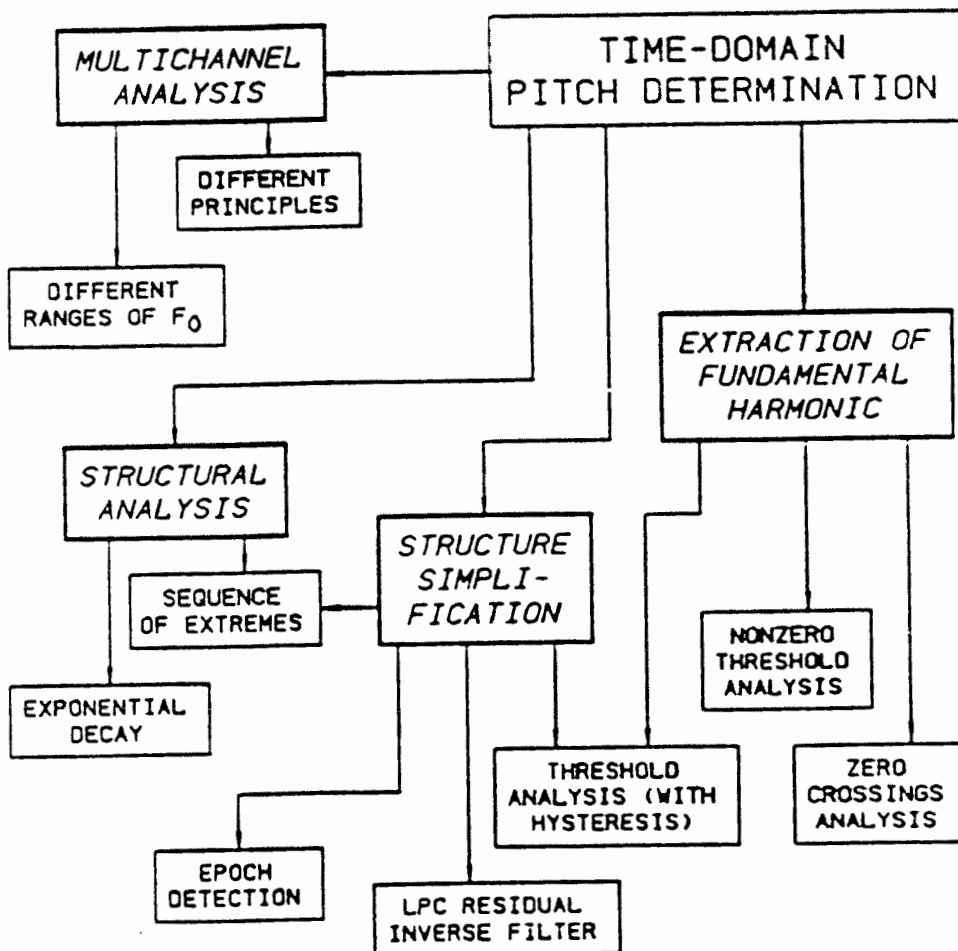 TIME-DOMAIN
PITCH DETERMINATION
MULTICHANNEL
ANALYSIS
DIFFERENT
PRINCIPLES
DIFFERENT
RANGES OF F0
EXTRACTION OF
FUNDAMENTAL
HARMONIC
STRUCTURAL
ANALYSIS
STRUCTURE
SIMPLI-
FICATION
SEQUENCE
OF EXTREMES
NONZERO
THRESHOLD
ANALYSIS
EXPONENTIAL
DECAY
THRESHOLD
ANALYSIS (WITH
HYSTERESIS)
ZERO
CROSSINGS
ANALYSIS
EPOCH
DETECTION
LPC RESIDUAL
INVERSE FILTER